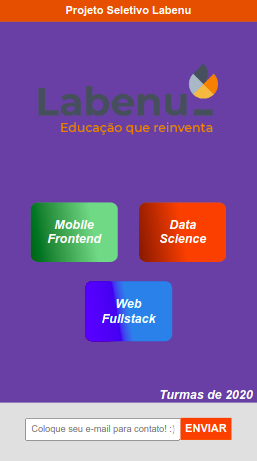 Projeto Seletivo Labenu
Labenu_
Educação que reinventa
Mobile
Frontend
Data
Science
Web
Fullstack
Turmas de 2020
Coloque seu e-mail para contato! :)
ENVIAR